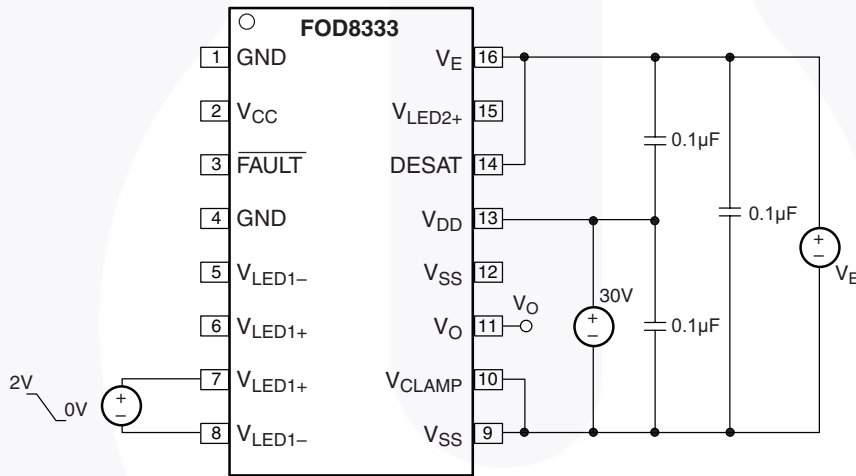 FOD8333
1 GND
2 VCC
3 FAULT
4 GND
5 VLED1–
6 VLED1+
7 VLED1+
8 VLED1–
VE 16
VLED2+ 15
DESAT 14
VDD 13
VSS 12
VO 11
VCLAMP 10
VSS 9
VO
30V
+
–
0.1µF
0.1µF
0.1µF
+
–
VE
2V
0V
+
–